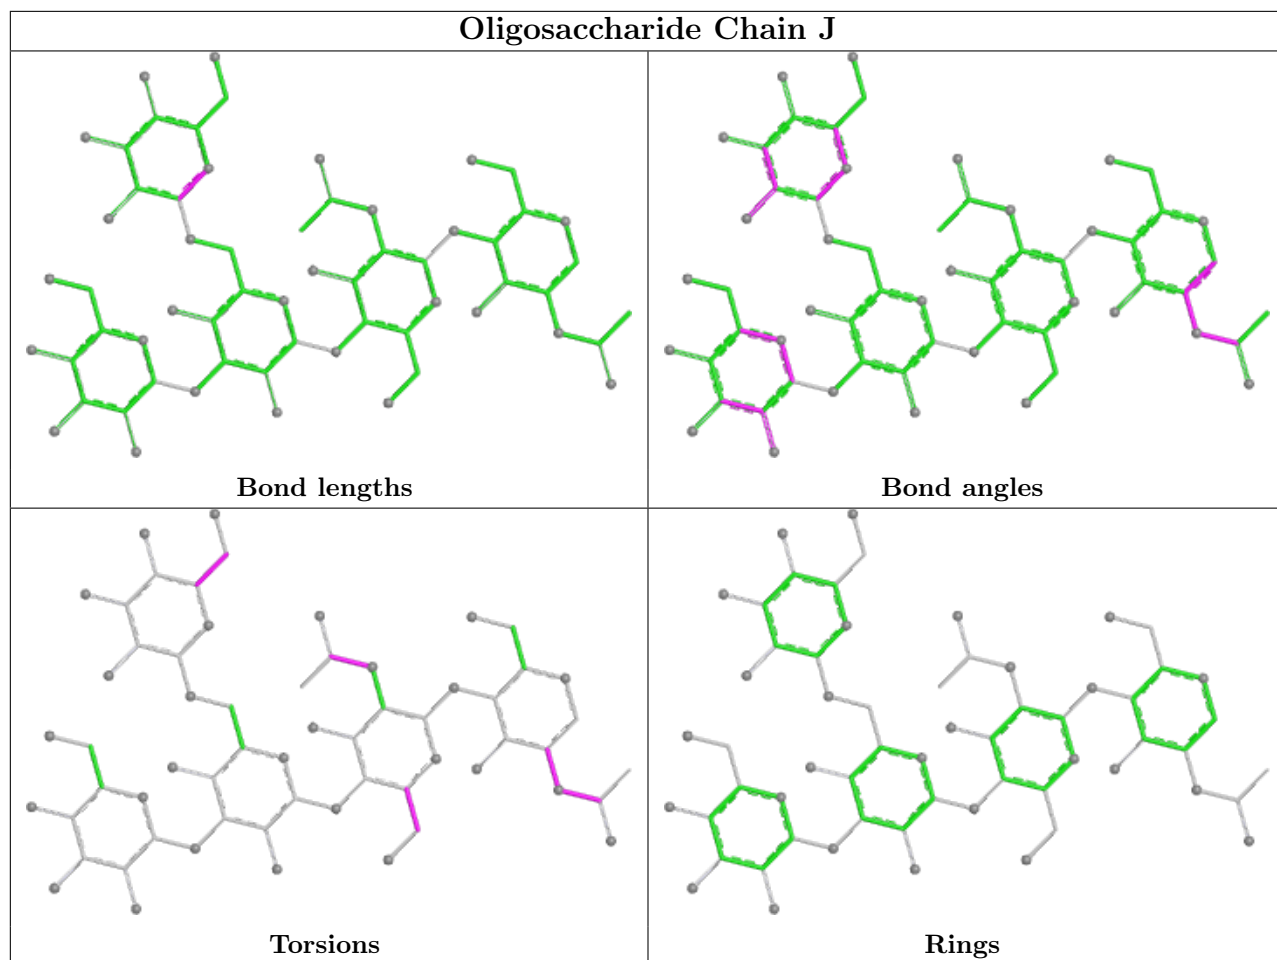 Oligosaccharide Chain J
Bond lengths
Bond angles
Torsions
Rings